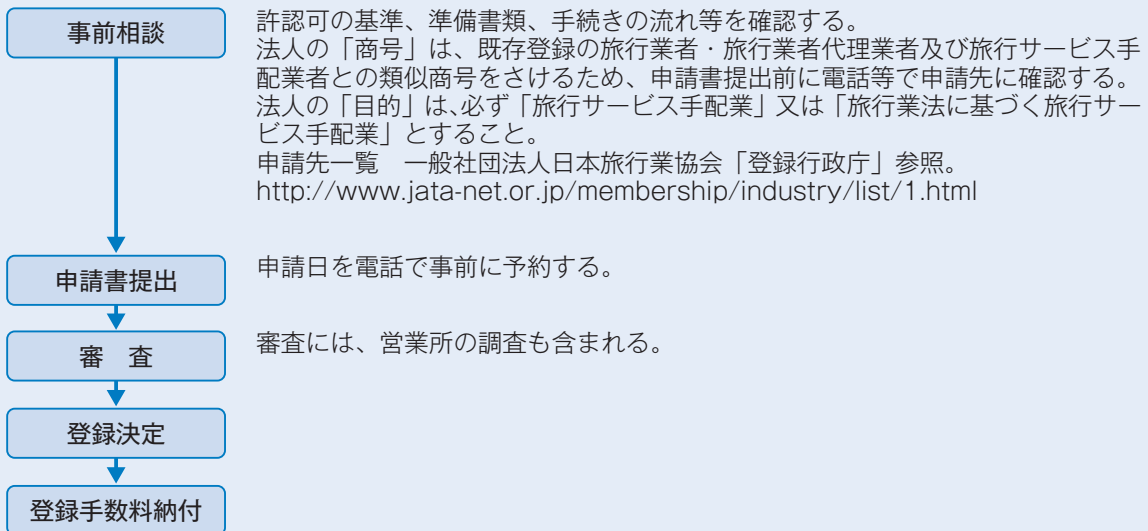 事前相談
許認可の基準、準備書類、手続きの流れ等を確認する。
法人の「商号」は、既存登録の旅行業者・旅行業者代理業者及び旅行サービス手
配業者との類似商号をさけるため、申請書提出前に電話等で申請先に確認する。
法人の「目的」は、必ず「旅行サービス手配業」又は「旅行業法に基づく旅行サー
ビス手配業」とすること。
申請先一覧　一般社団法人日本旅行業協会「登録行政庁」参照。
http://www.jata-net.or.jp/membership/industry/list/1.html
申請書提出
申請日を電話で事前に予約する。
審　査
審査には、営業所の調査も含まれる。
登録決定
登録手数料納付